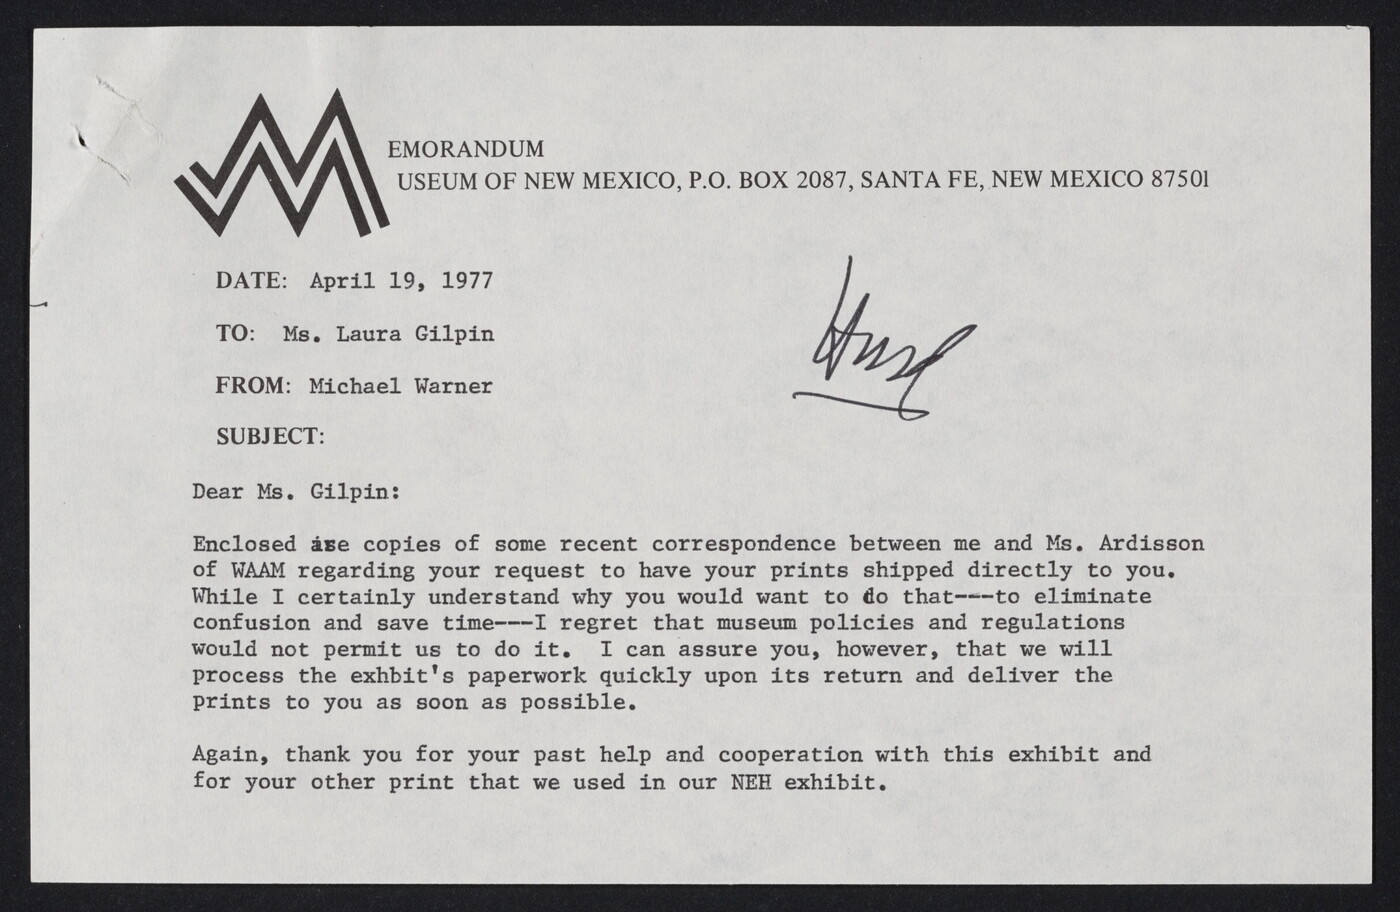 MEMORANDUM
MUSEUM OF NEW MEXICO, P.O. BOX 2087, SANTA FE, NEW MEXICO 87501
DATE: April 19, 1977
TO: Ms. Laura Gilpin
FROM: Michael Warner
SUBJECT:
Dear Ms. Gilpin:
Enclosed are copies of some recent correspondence between me and Ms. Ardisson
of WAAM regarding your request to have your prints shipped directly to you.
While I certainly understand why you would want to do that---to eliminate
confusion and save time---I regret that museum policies and regulations
would not permit us to do it. I can assure you, however, that we will
process the exhbit's paperwork quickly upon its return and deliver the
prints to you as soon as possible.
Again, thank you for your past help and cooperation with this exhibit and
for your other print that we used in our NEH exhibit.